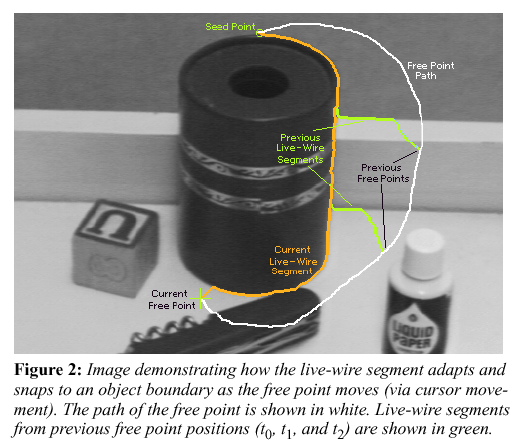 Seed Point
Free Point
Path
Previous
Live-Wire
Segments
Previous
Free Points
Current
Live-Wire
Segment
Current
Free Point
LIQUID
PAPER
Figure 2: Image demonstrating how the live-wire segment adapts and
snaps to an object boundary as the free point moves (via cursor move-
ment). The path of the free point is shown in white. Live-wire segments
from previous free point positions (t0, t1, and t2) are shown in green.